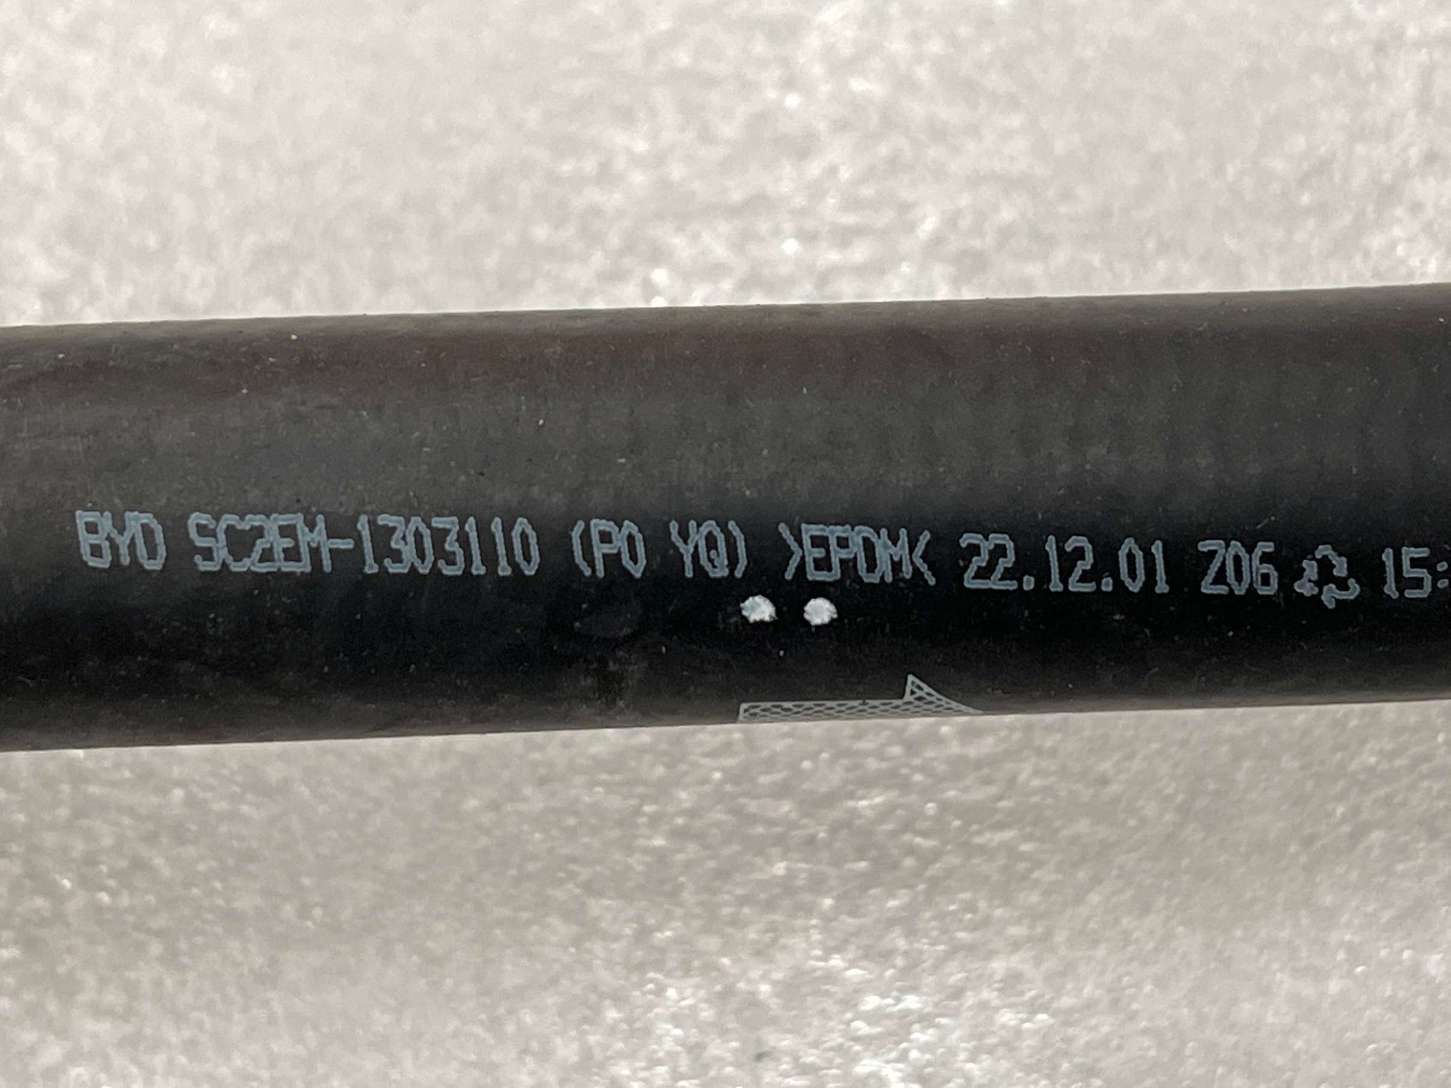 BYD SC2EM-1303110 (P0 YQ) >EPDM< 22.12.01 Z06 ♺ 15: